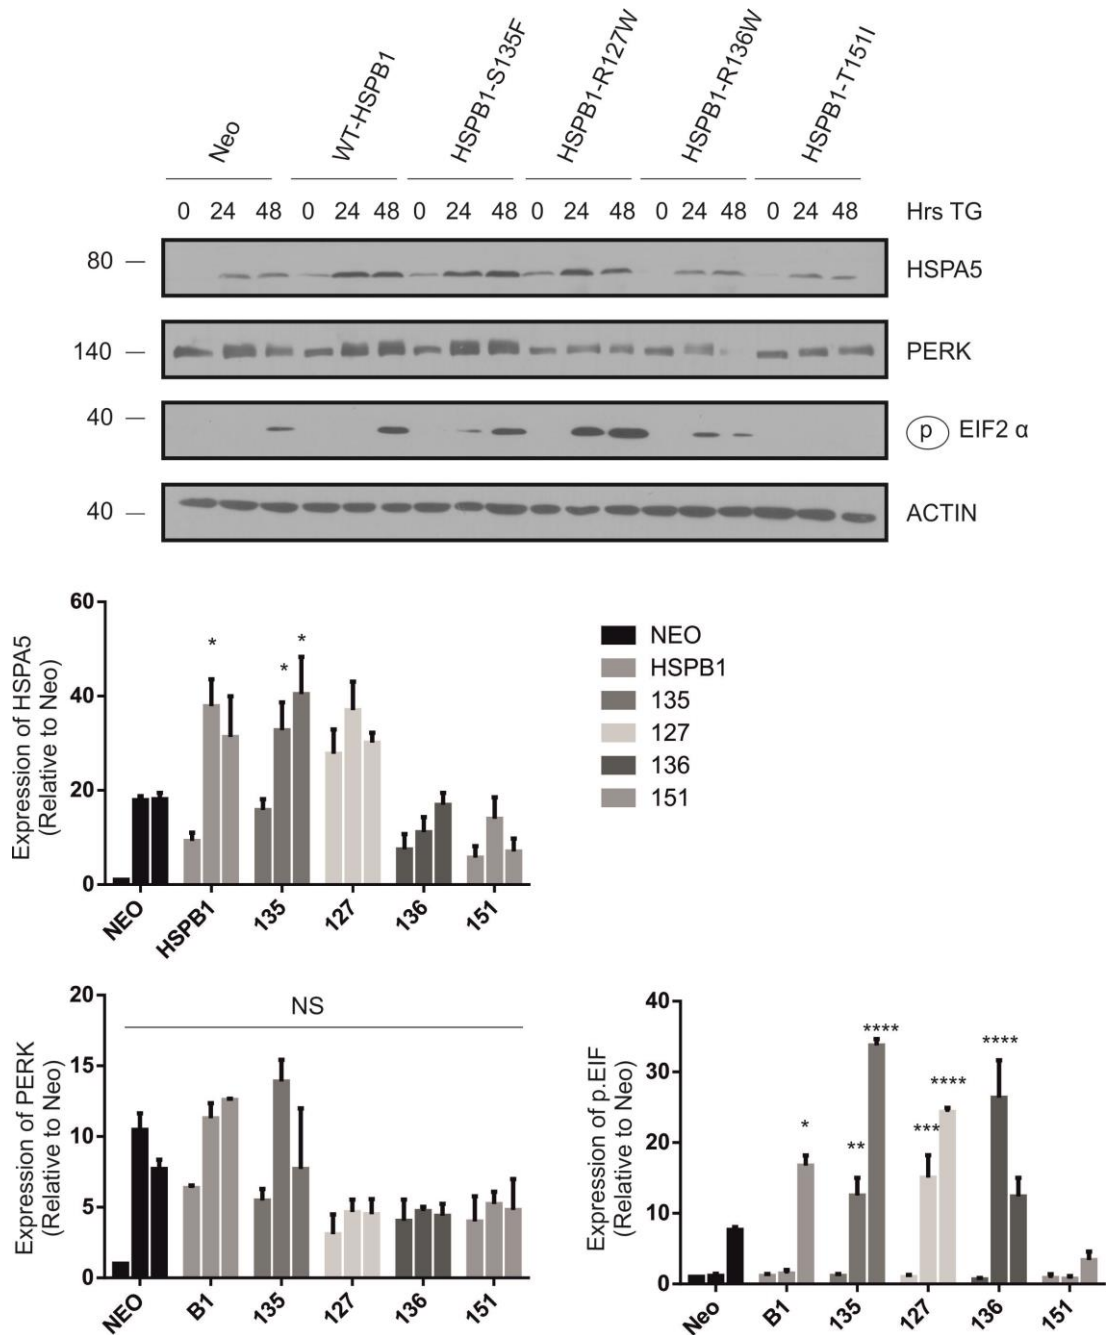 Neo
WT-HSPB1
HSPB1-S135F
HSPB1-R127W
HSPB1-R136W
HSPB1-T151I
0 24 48 0 24 48 0 24 48 0 24 48 0 24 48 0 24 48 Hrs TG
80 — HSPA5
140 — PERK
40 — p EIF2 α
40 — ACTIN
Expression of HSPA5
(Relative to Neo)
60
40
20
0
* * *
NEO HSPB1 135 127 136 151
NEO
HSPB1
135
127
136
151
Expression of PERK
(Relative to Neo)
20
15
10
5
0
NS
NEO B1 135 127 136 151
Expression of p.EIF
(Relative to Neo)
40
30
20
10
0
* ** **** *** **** ****
Neo B1 135 127 136 151